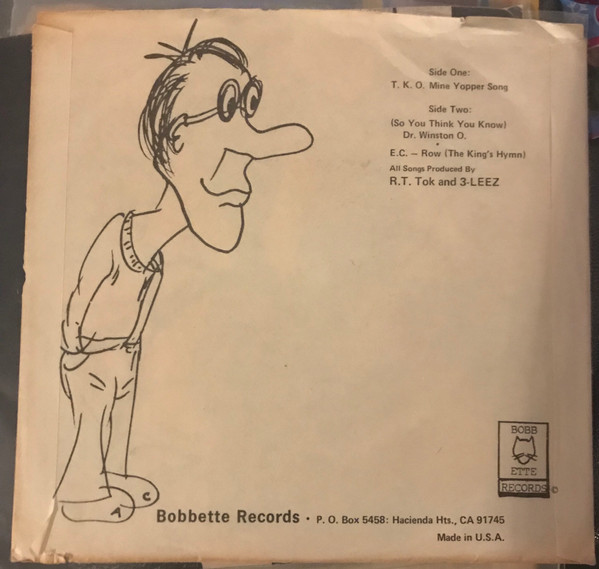 Side One:
T. K. O. Mine Yopper Song
Side Two:
(So You Think You Know)
Dr. Winston O.
•
E.C. — Row (The King's Hymn)
All Songs Produced By
R.T. Tok and 3-LEEZ
BOBB
ETTE
RECORDS ©
C
A
Bobbette Records • P. O. Box 5458: Hacienda Hts., CA 91745
Made in U.S.A.